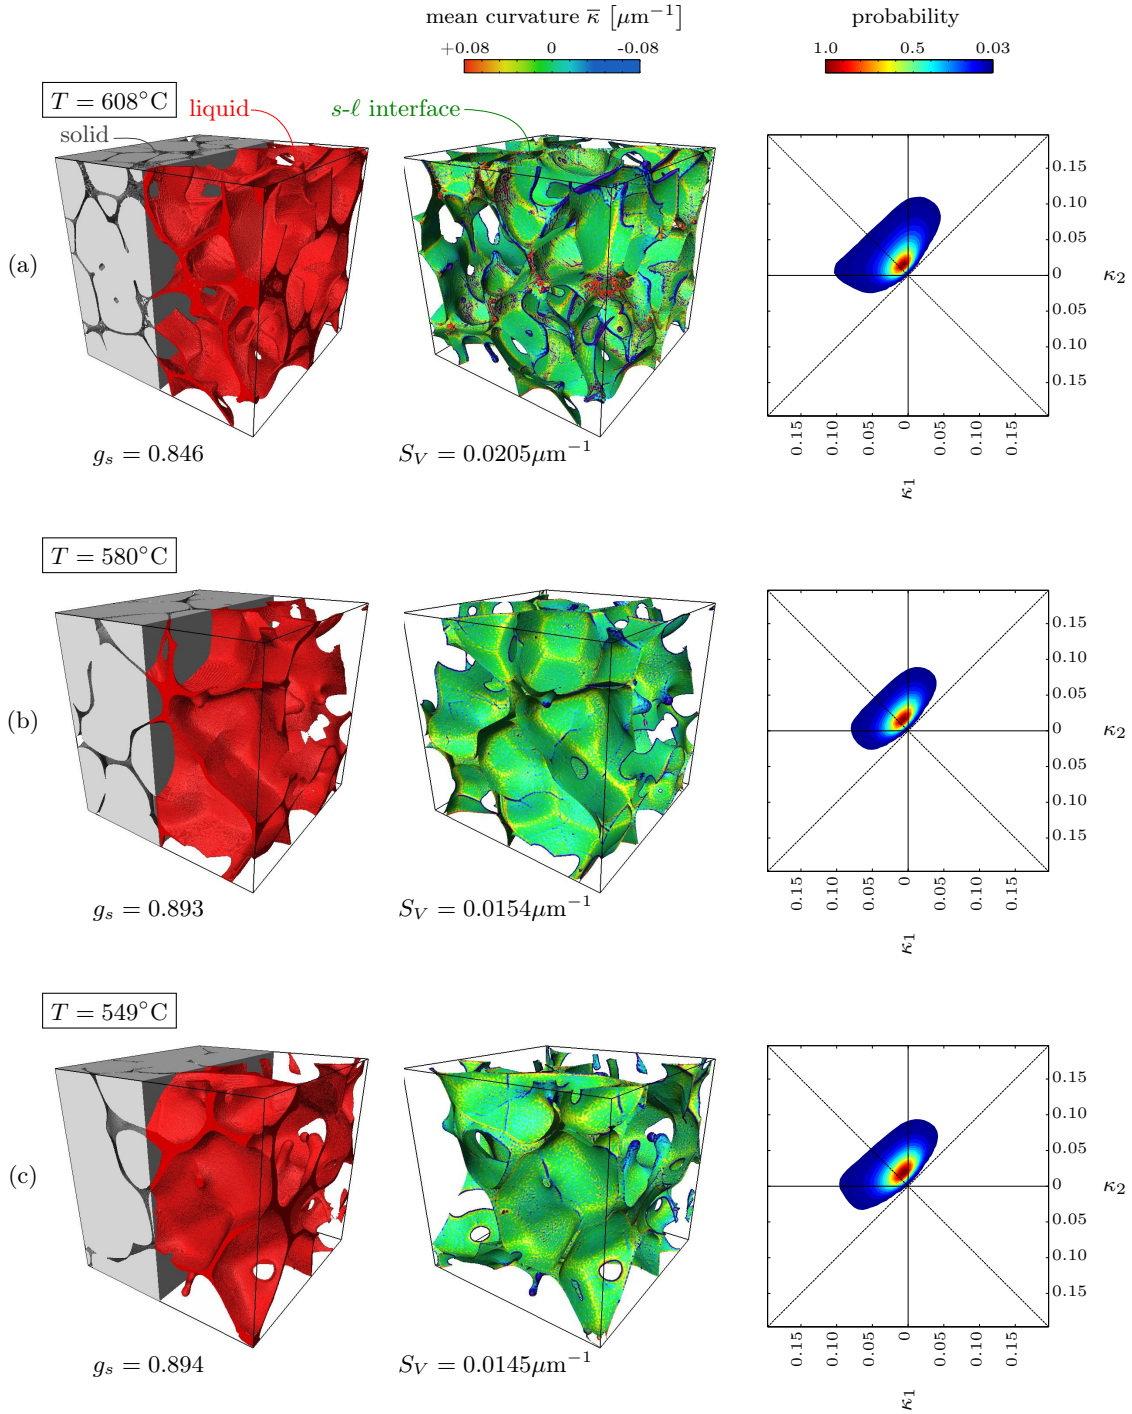 mean curvature κ̅ [μm⁻¹]
probability
+0.08 0 -0.08
1.0 0.5 0.03
T = 608°C
liquid
s-ℓ interface
solid
(a)
0.15
0.10
0.05
0
0.05
0.10
0.15
κ₂
0.15 0.10 0.05 0 0.05 0.10 0.15
κ₁
g_s = 0.846
S_V = 0.0205μm⁻¹
T = 580°C
(b)
0.15
0.10
0.05
0
0.05
0.10
0.15
κ₂
0.15 0.10 0.05 0 0.05 0.10 0.15
κ₁
g_s = 0.893
S_V = 0.0154μm⁻¹
T = 549°C
(c)
0.15
0.10
0.05
0
0.05
0.10
0.15
κ₂
0.15 0.10 0.05 0 0.05 0.10 0.15
κ₁
g_s = 0.894
S_V = 0.0145μm⁻¹